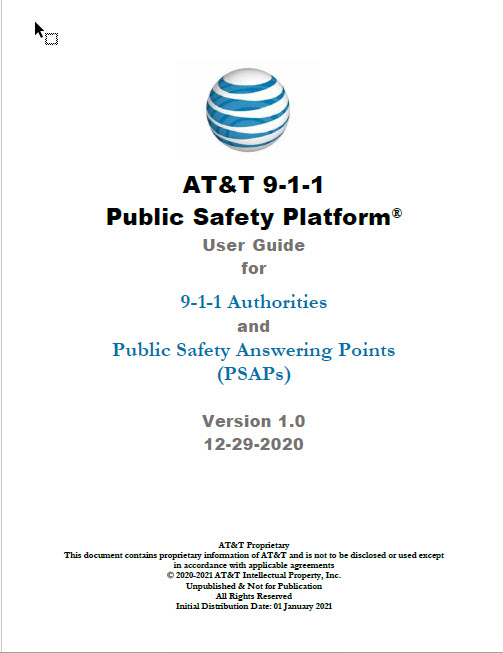 AT&T 9-1-1
Public Safety Platform®
User Guide
for
9-1-1 Authorities
and
Public Safety Answering Points
(PSAPs)
Version 1.0
12-29-2020
AT&T Proprietary
This document contains proprietary information of AT&T and is not to be disclosed or used except
in accordance with applicable agreements
© 2020-2021 AT&T Intellectual Property, Inc.
Unpublished & Not for Publication
All Rights Reserved
Initial Distribution Date: 01 January 2021